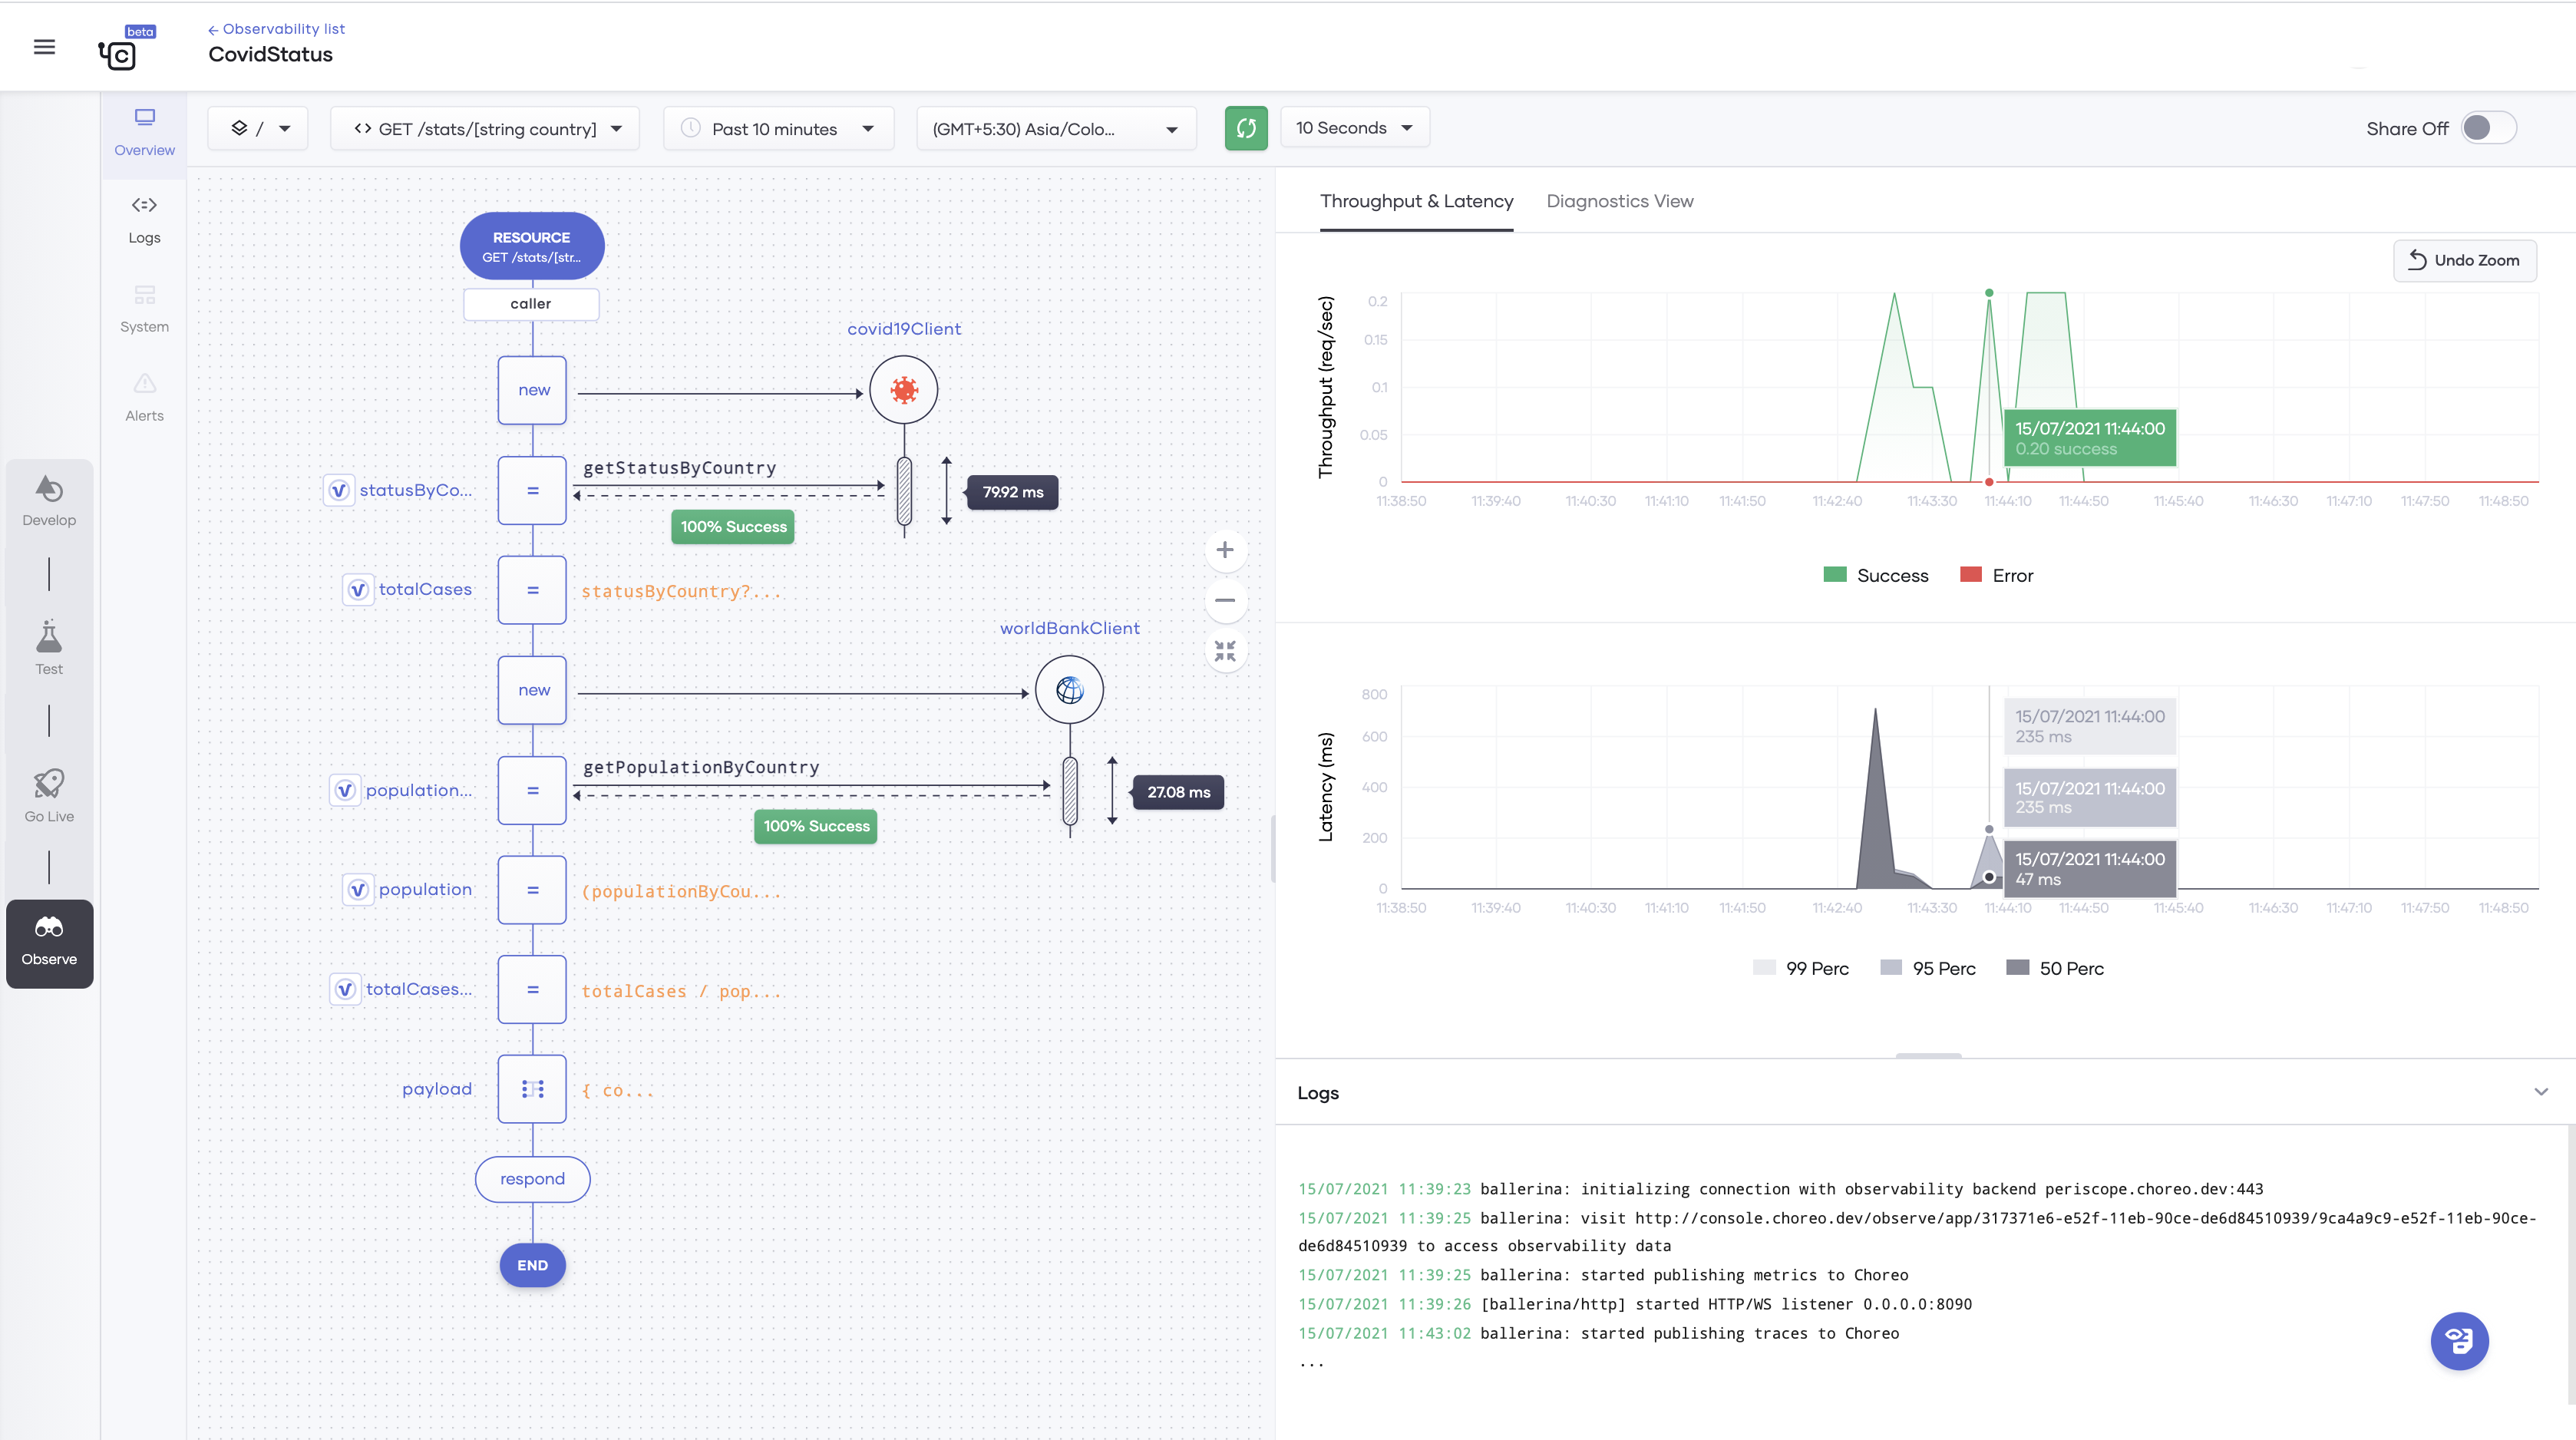 beta
← Observability list
CovidStatus
Overview
Logs
System
Alerts
Develop
Test
Go Live
Observe
/
<> GET /stats/[string country]
Past 10 minutes
(GMT+5:30) Asia/Colo...
10 Seconds
Share Off
RESOURCE
GET /stats/[str...
caller
covid19Client
new
getStatusByCountry
statusByCo...
=
79.92 ms
100% Success
totalCases
=
statusByCountry?...
worldBankClient
new
getPopulationByCountry
population...
=
27.08 ms
100% Success
population
=
(populationByCou...
totalCases...
=
totalCases / pop...
payload
{ co...
respond
END
Throughput & Latency
Diagnostics View
Undo Zoom
Throughput (req/sec)
0.2
0.15
0.1
0.05
0
15/07/2021 11:44:00
0.20 success
11:38:50 11:39:40 11:40:30 11:41:10 11:41:50 11:42:40 11:43:30 11:44:10 11:44:50 11:45:40 11:46:30 11:47:10 11:47:50 11:48:50
Success Error
Latency (ms)
800
600
400
200
0
15/07/2021 11:44:00
235 ms
15/07/2021 11:44:00
235 ms
15/07/2021 11:44:00
47 ms
11:38:50 11:39:40 11:40:30 11:41:10 11:41:50 11:42:40 11:43:30 11:44:10 11:44:50 11:45:40 11:46:30 11:47:10 11:47:50 11:48:50
99 Perc 95 Perc 50 Perc
Logs
15/07/2021 11:39:23 ballerina: initializing connection with observability backend periscope.choreo.dev:443
15/07/2021 11:39:25 ballerina: visit http://console.choreo.dev/observe/app/317371e6-e52f-11eb-90ce-de6d84510939/9ca4a9c9-e52f-11eb-90ce-
de6d84510939 to access observability data
15/07/2021 11:39:25 ballerina: started publishing metrics to Choreo
15/07/2021 11:39:26 [ballerina/http] started HTTP/WS listener 0.0.0.0:8090
15/07/2021 11:43:02 ballerina: started publishing traces to Choreo
...